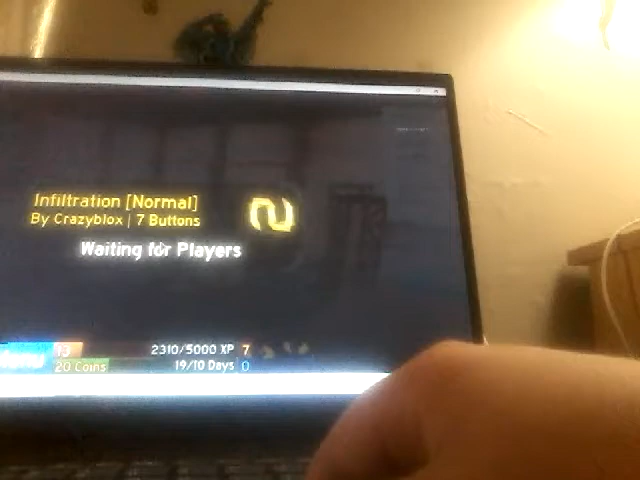 Infiltration [Normal]
By Crazyblox | 7 Buttons
Waiting for Players
13 2310/5000 XP 7
20 Coins 19/10 Days 0